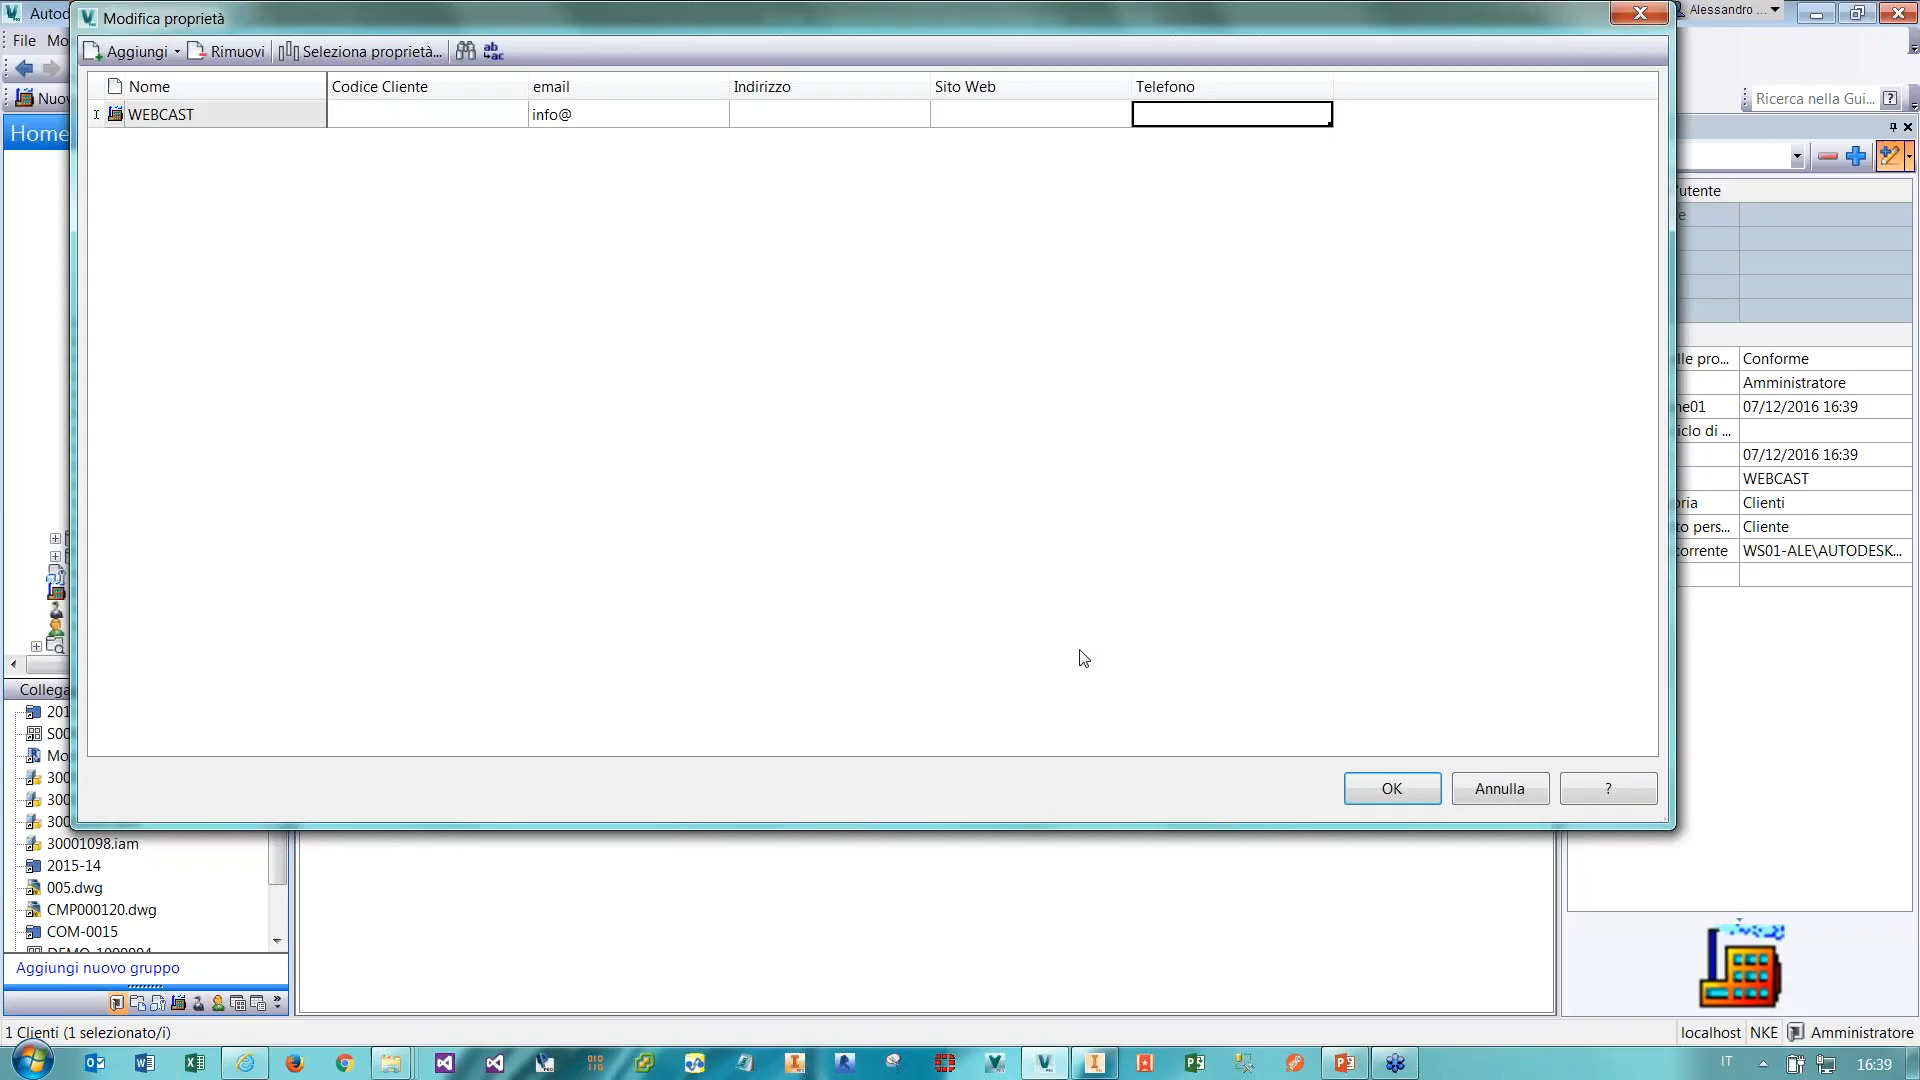 Autod
Modifica proprietà
Alessandro ...
File Mo
Aggiungi
Rimuovi
Seleziona proprietà...
Nuov
Ricerca nella Gui...
Nome
Codice Cliente
email
Indirizzo
Sito Web
Telefono
WEBCAST
info@
Home
utente
e
lle pro... Conforme
Amministratore
ne01 07/12/2016 16:39
iclo di ...
07/12/2016 16:39
WEBCAST
oria Clienti
to pers... Cliente
corrente WS01-ALE\AUTODESK...
Collega
201
S00
Mo
300
300
300
30001098.iam
2015-14
005.dwg
CMP000120.dwg
COM-0015
DEMO-1000004
OK
Annulla
?
Aggiungi nuovo gruppo
1 Clienti (1 selezionato/i)
localhost
NKE
Amministratore
IT
16:39